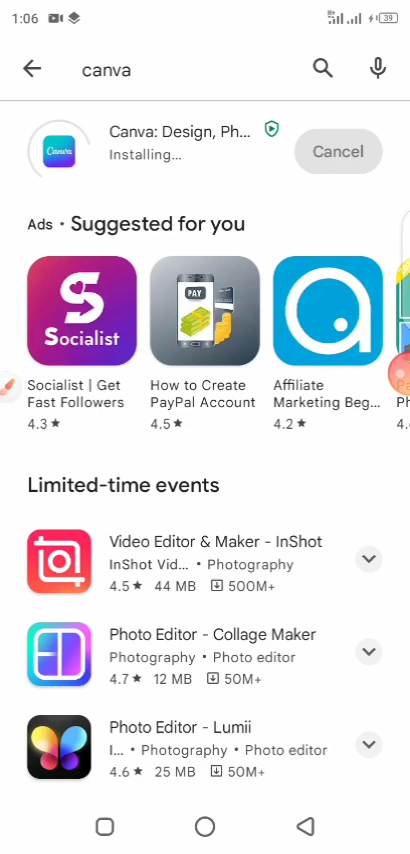 1:06 39
canva
Canva: Design, Ph...
Installing...
Cancel
Canva
Ads • Suggested for you
Socialist
PAY
Socialist | Get
Fast Followers
4.3 ★
How to Create
PayPal Account
4.5 ★
Affiliate
Marketing Beg...
4.2 ★
4.
Limited-time events
Video Editor & Maker - InShot
InShot Vid... • Photography
4.5 ★ 44 MB 500M+
Photo Editor - Collage Maker
Photography • Photo editor
4.7 ★ 12 MB 50M+
Photo Editor - Lumii
I... • Photography • Photo editor
4.6 ★ 25 MB 50M+